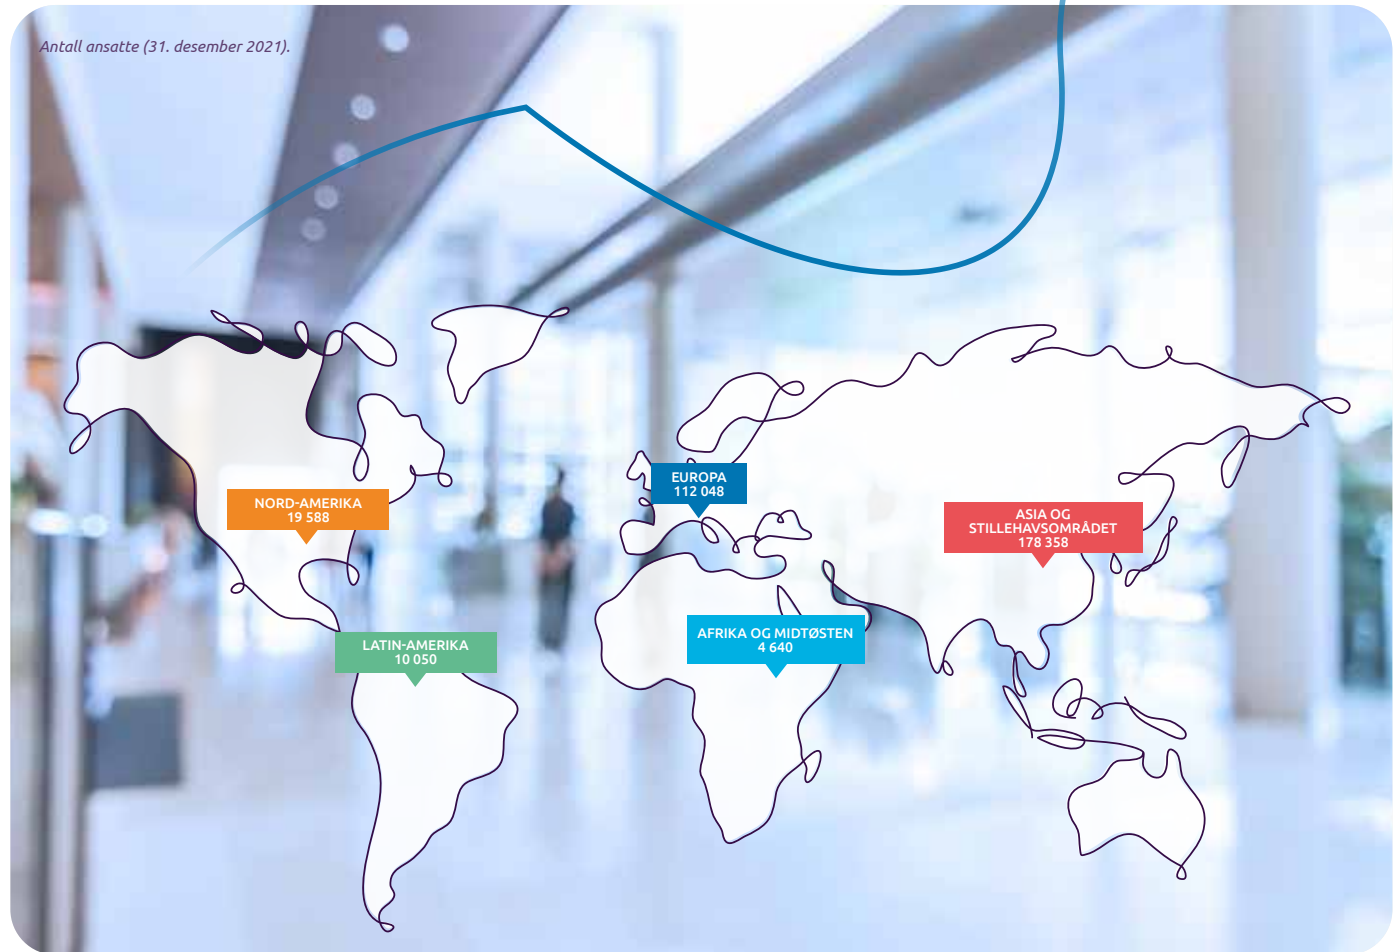 Antall ansatte (31. desember 2021).
EUROPA
112 048
NORD-AMERIKA
19 588
ASIA OG
STILLEHAVSOMRÅDET
178 358
AFRIKA OG MIDTØSTEN
4 640
LATIN-AMERIKA
10 050